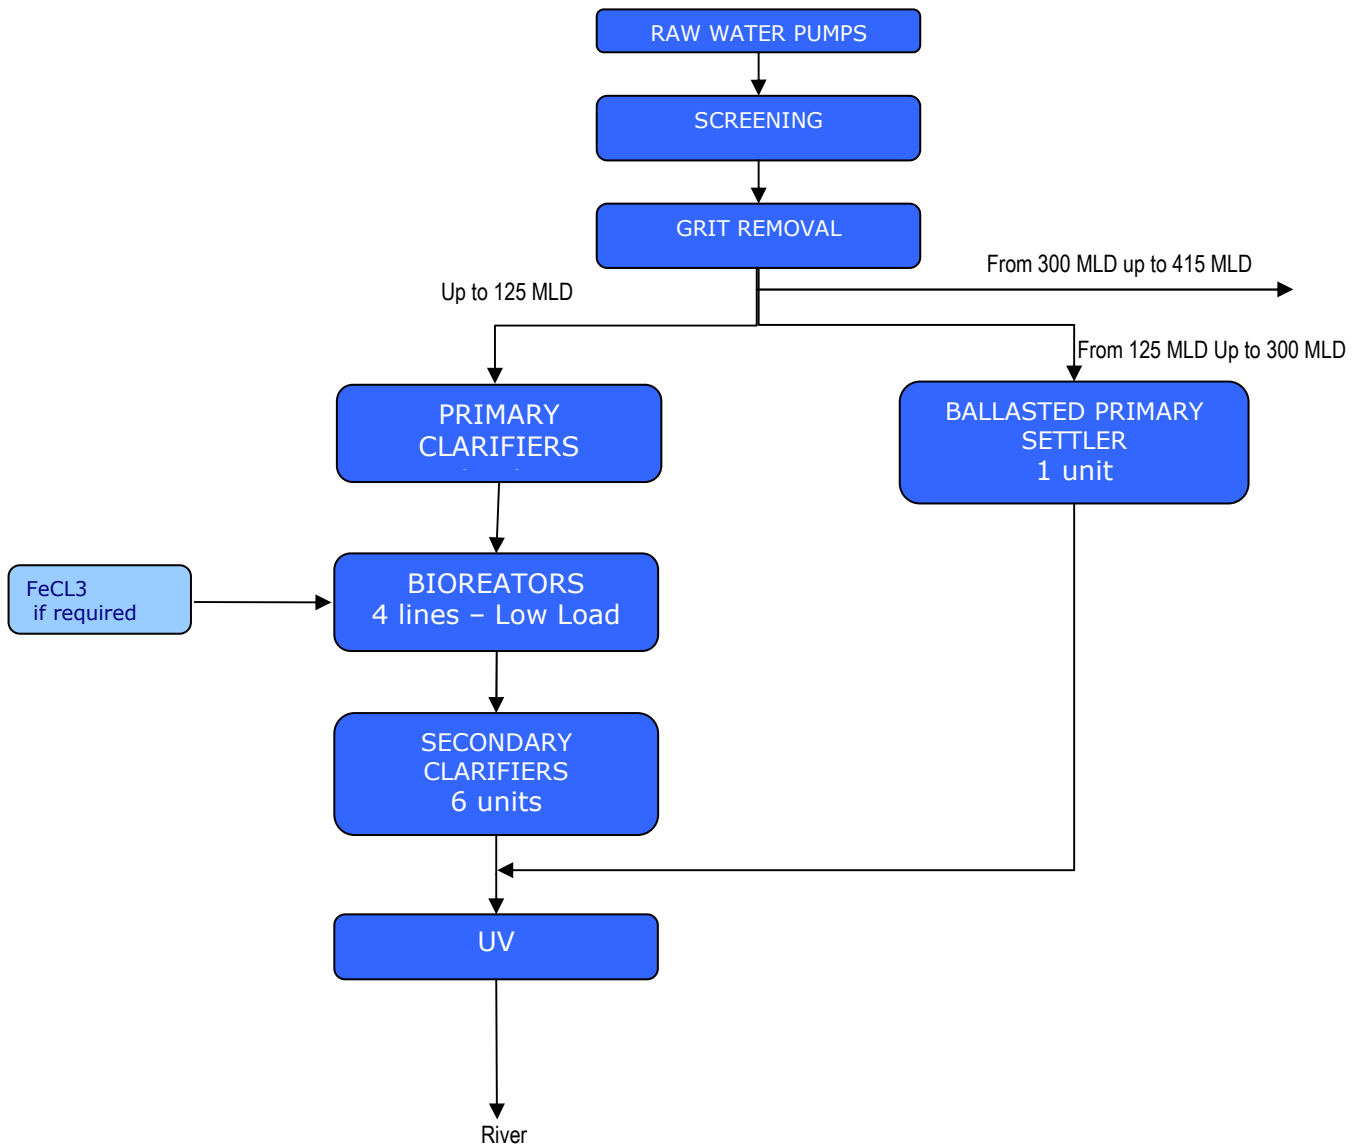 RAW WATER PUMPS
SCREENING
GRIT REMOVAL
From 300 MLD up to 415 MLD
Up to 125 MLD
From 125 MLD Up to 300 MLD
PRIMARY
CLARIFIERS
BALLASTED PRIMARY
SETTLER
1 unit
FeCL3
if required
BIOREATORS
4 lines – Low Load
SECONDARY
CLARIFIERS
6 units
UV
River